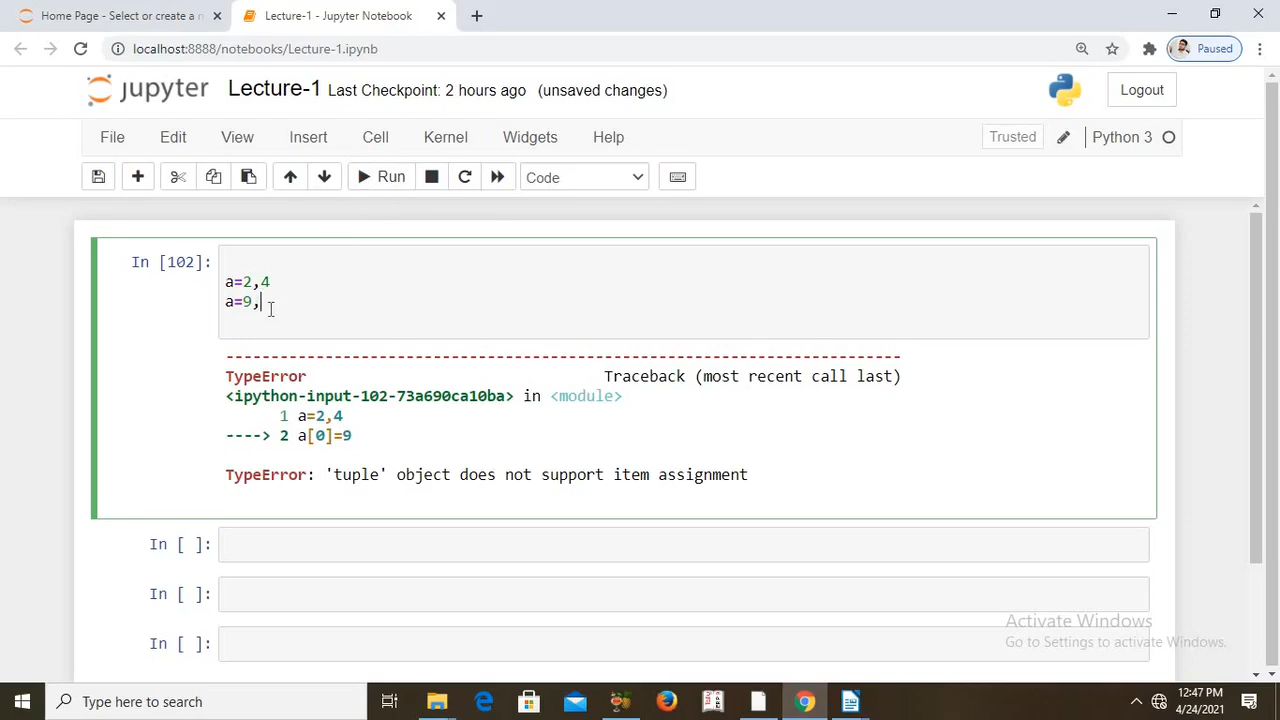 Home Page - Select or create a n
Lecture-1 - Jupyter Notebook
localhost:8888/notebooks/Lecture-1.ipynb
Paused
jupyter Lecture-1 Last Checkpoint: 2 hours ago (unsaved changes)
Logout
File Edit View Insert Cell Kernel Widgets Help
Trusted Python 3
Run Code
In [102]:
a=2,4
a=9,
---------------------------------------------------------------------------
TypeError Traceback (most recent call last)
<ipython-input-102-73a690ca10ba> in <module>
1 a=2,4
----> 2 a[0]=9
TypeError: 'tuple' object does not support item assignment
In [ ]:
In [ ]:
In [ ]:
Activate Windows
Go to Settings to activate Windows.
Type here to search
12:47 PM
4/24/2021